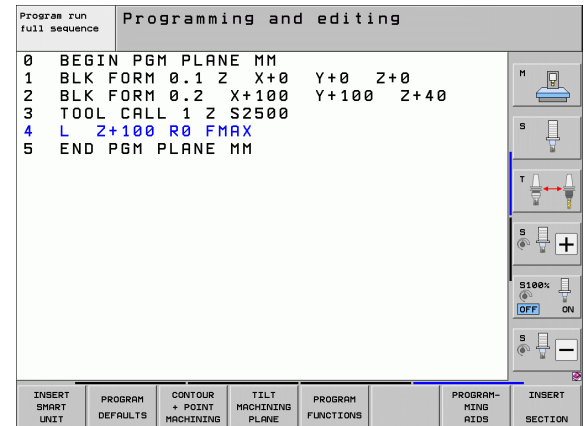 Program run
full sequence
Programming and editing
0 BEGIN PGM PLANE MM
1 BLK FORM 0.1 Z X+0 Y+0 Z+0
2 BLK FORM 0.2 X+100 Y+100 Z+40
3 TOOL CALL 1 Z S2500
4 L Z+100 R0 FMAX
5 END PGM PLANE MM
M
S
T
S
+
S100%
OFF ON
S
−
INSERT
SMART
UNIT
PROGRAM
DEFAULTS
CONTOUR
+ POINT
MACHINING
TILT
MACHINING
PLANE
PROGRAM
FUNCTIONS
PROGRAM-
MING
AIDS
INSERT
SECTION